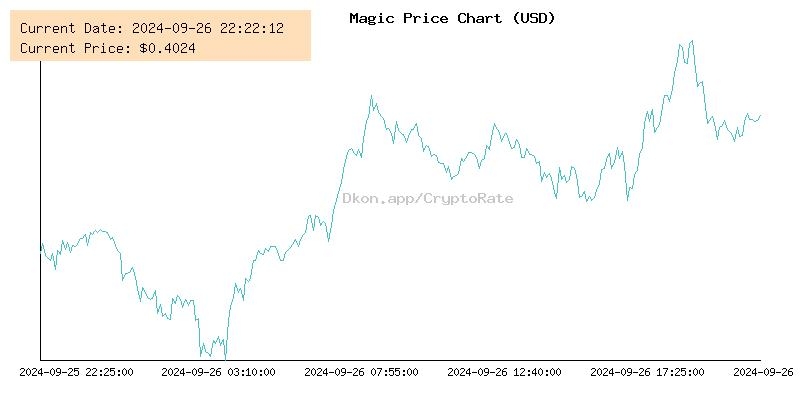 Magic Price Chart (USD)
Current Date: 2024-09-26 22:22:12
Current Price: $0.4024
Dkon.app/CryptoRate
2024-09-25 22:25:00
2024-09-26 03:10:00
2024-09-26 07:55:00
2024-09-26 12:40:00
2024-09-26 17:25:00
2024-09-26